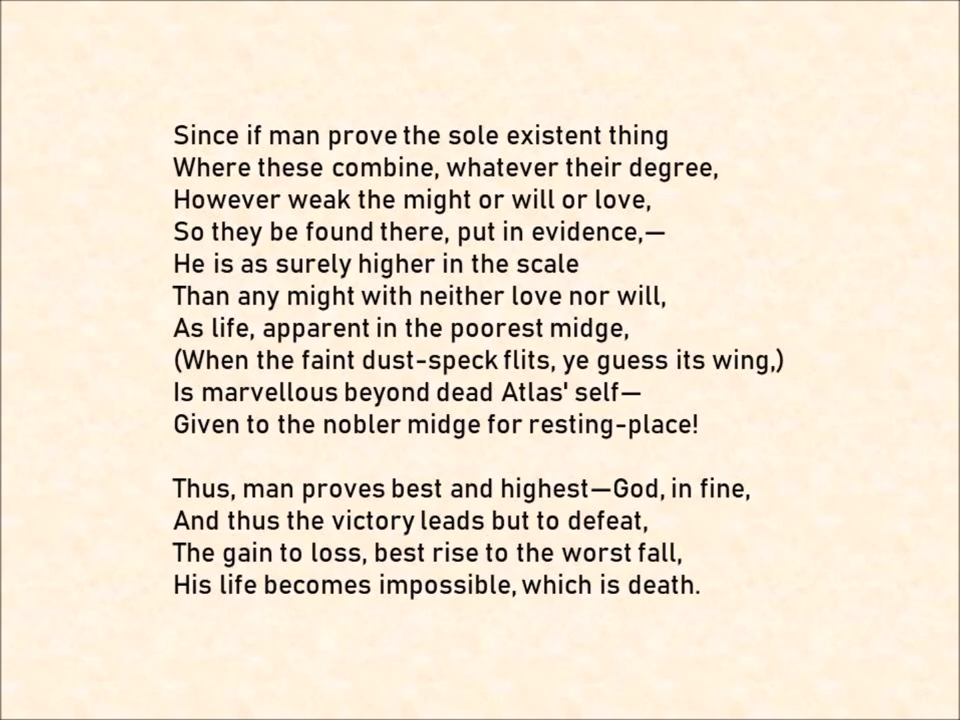 Since if man prove the sole existent thing
Where these combine, whatever their degree,
However weak the might or will or love,
So they be found there, put in evidence,—
He is as surely higher in the scale
Than any might with neither love nor will,
As life, apparent in the poorest midge,
(When the faint dust-speck flits, ye guess its wing,)
Is marvellous beyond dead Atlas' self—
Given to the nobler midge for resting-place!

Thus, man proves best and highest—God, in fine,
And thus the victory leads but to defeat,
The gain to loss, best rise to the worst fall,
His life becomes impossible, which is death.